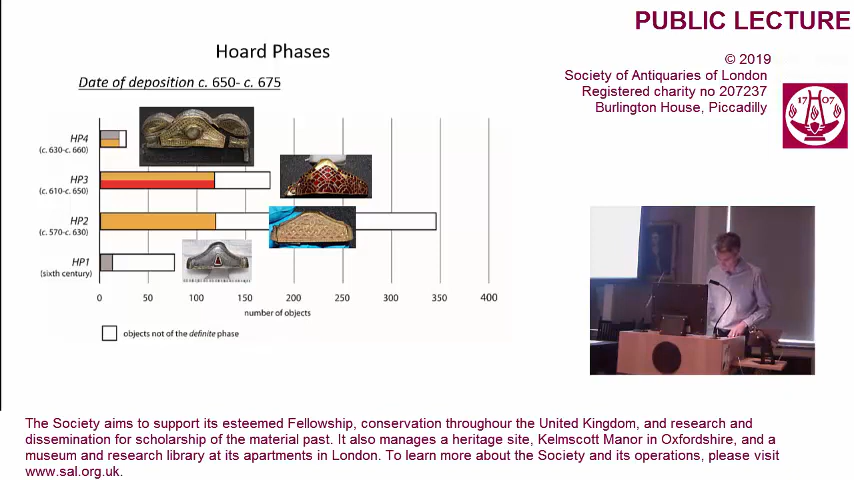 PUBLIC LECTURE
© 2019
Society of Antiquaries of London
Registered charity no 207237
Burlington House, Piccadilly
17 07
Hoard Phases
Date of deposition c. 650- c. 675
HP4
(c. 630-c. 660)
HP3
(c. 610-c. 650)
HP2
(c. 570-c. 630)
HP1
(sixth century)
0 50 100 150 200 250 300 350 400
number of objects
objects not of the definite phase
The Society aims to support its esteemed Fellowship, conservation throughour the United Kingdom, and research and
dissemination for scholarship of the material past. It also manages a heritage site, Kelmscott Manor in Oxfordshire, and a
museum and research library at its apartments in London. To learn more about the Society and its operations, please visit
www.sal.org.uk.